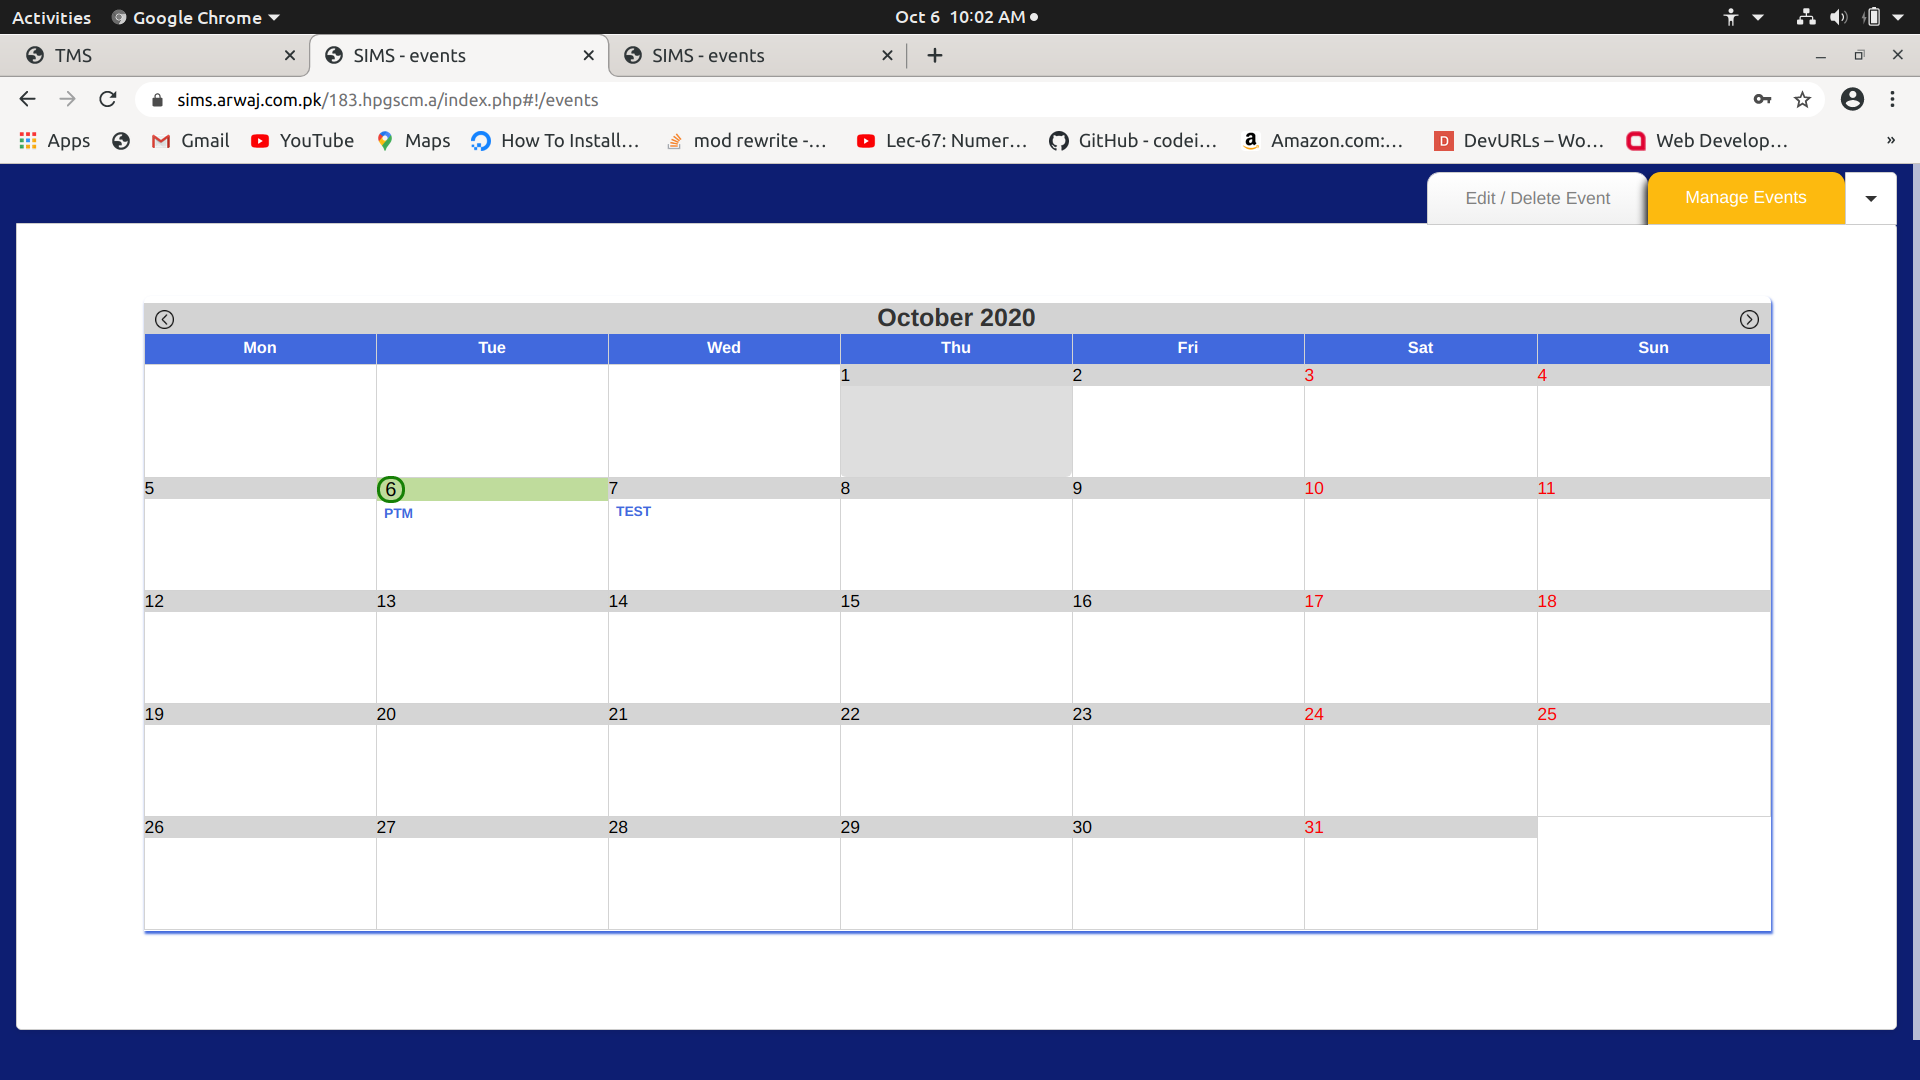 Activities Google Chrome Oct 6 10:02 AM
TMS SIMS - events SIMS - events
sims.arwaj.com.pk/183.hpgscm.a/index.php#!/events
Apps Gmail YouTube Maps How To Install... mod rewrite -... Lec-67: Numer... GitHub - codei... Amazon.com:... DevURLs – Wo... Web Develop... »
Edit / Delete Event Manage Events
October 2020
Mon Tue Wed Thu Fri Sat Sun
1 2 3 4
5 6 7 8 9 10 11
PTM TEST
12 13 14 15 16 17 18
19 20 21 22 23 24 25
26 27 28 29 30 31